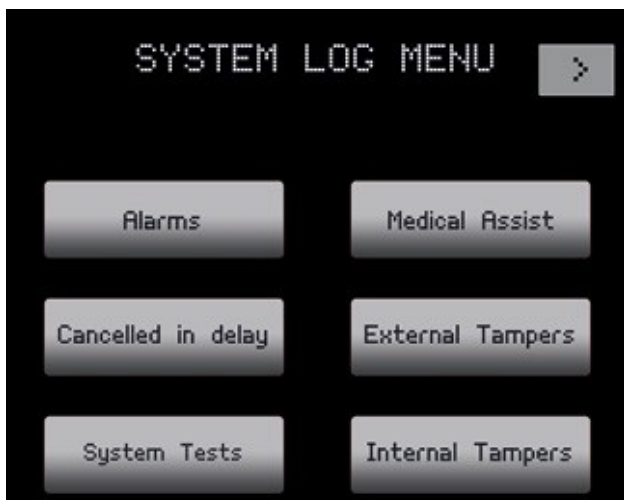 SYSTEM LOG MENU >
Alarms
Medical Assist
Cancelled in delay
External Tampers
System Tests
Internal Tampers